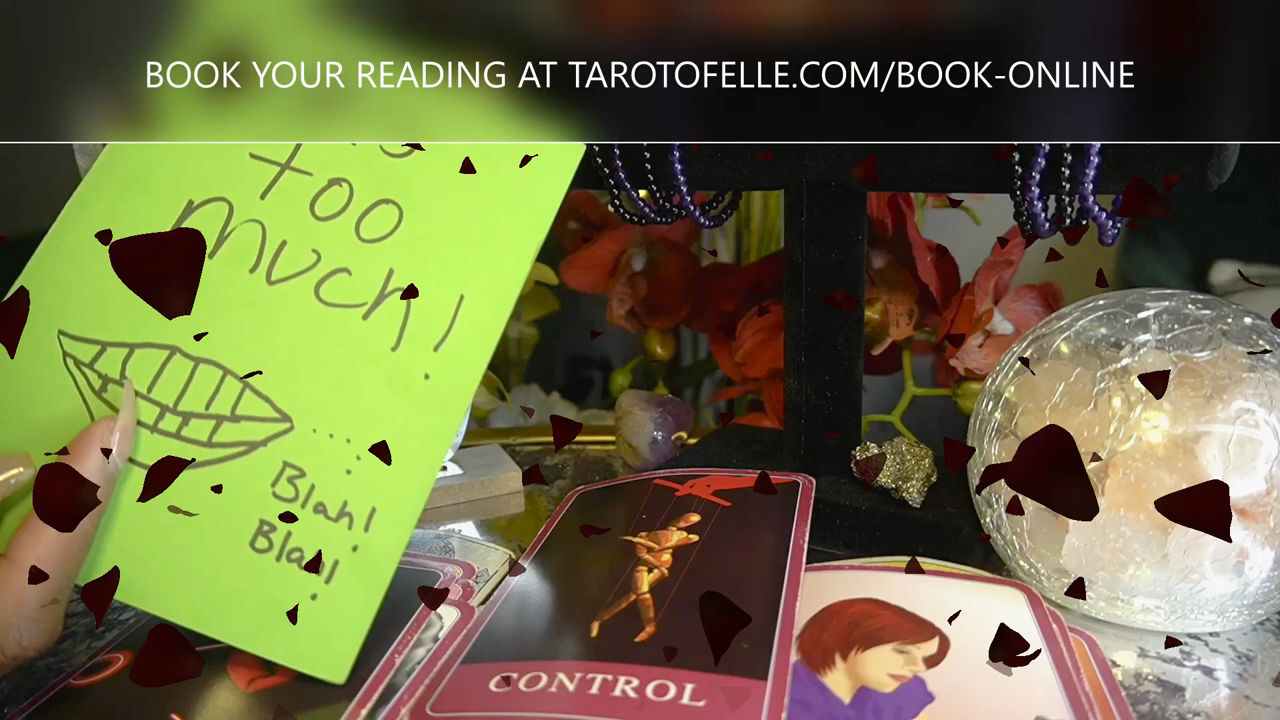 BOOK YOUR READING AT TAROTOFELLE.COM/BOOK-ONLINE
too
much!
Blah!
Blah!
CONTROL